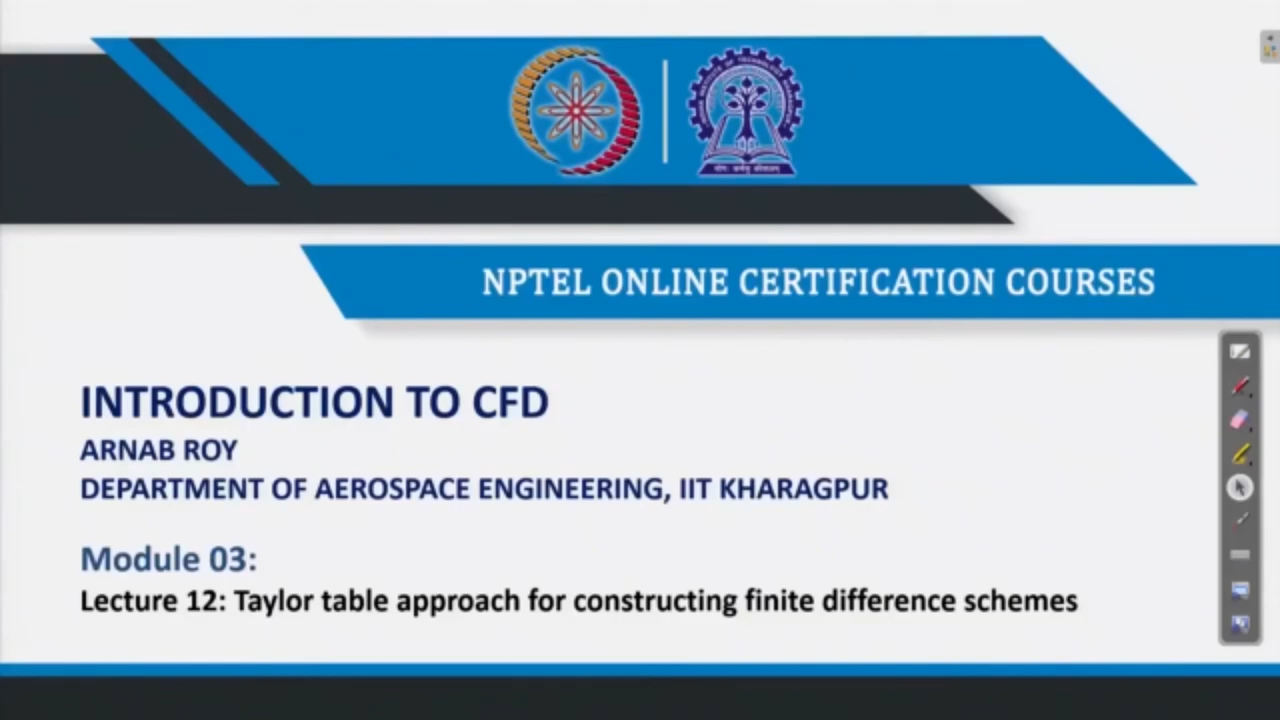 NPTEL ONLINE CERTIFICATION COURSES
INTRODUCTION TO CFD
ARNAB ROY
DEPARTMENT OF AEROSPACE ENGINEERING, IIT KHARAGPUR
Module 03:
Lecture 12: Taylor table approach for constructing finite difference schemes